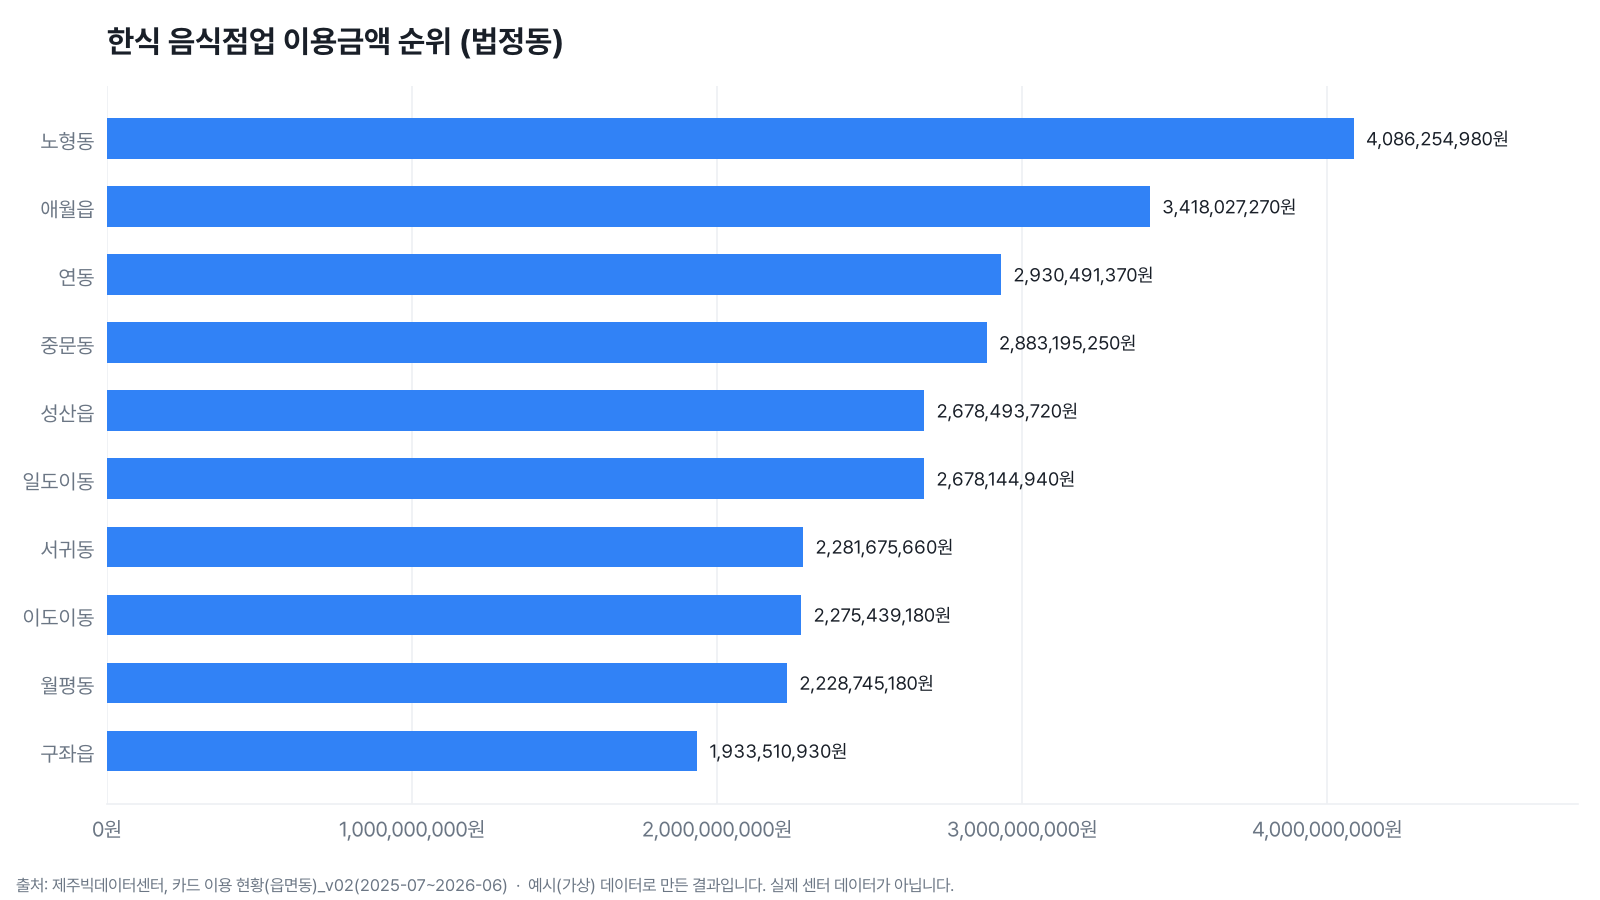 한식 음식점업 이용금액 순위 (법정동)
노형동 4,086,254,980원
애월읍 3,418,027,270원
연동 2,930,491,370원
중문동 2,883,195,250원
성산읍 2,678,493,720원
일도이동 2,678,144,940원
서귀동 2,281,675,660원
이도이동 2,275,439,180원
월평동 2,228,745,180원
구좌읍 1,933,510,930원
0원 1,000,000,000원 2,000,000,000원 3,000,000,000원 4,000,000,000원
출처: 제주빅데이터센터, 카드 이용 현황(읍면동)_v02(2025-07~2026-06) · 예시(가상) 데이터로 만든 결과입니다. 실제 센터 데이터가 아닙니다.